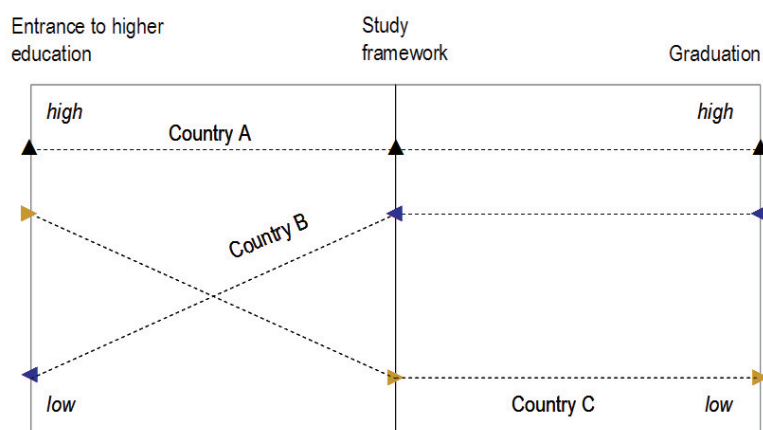 Entrance to higher
education
Study
framework
Graduation
high
high
Country A
Country B
Country C
low
low